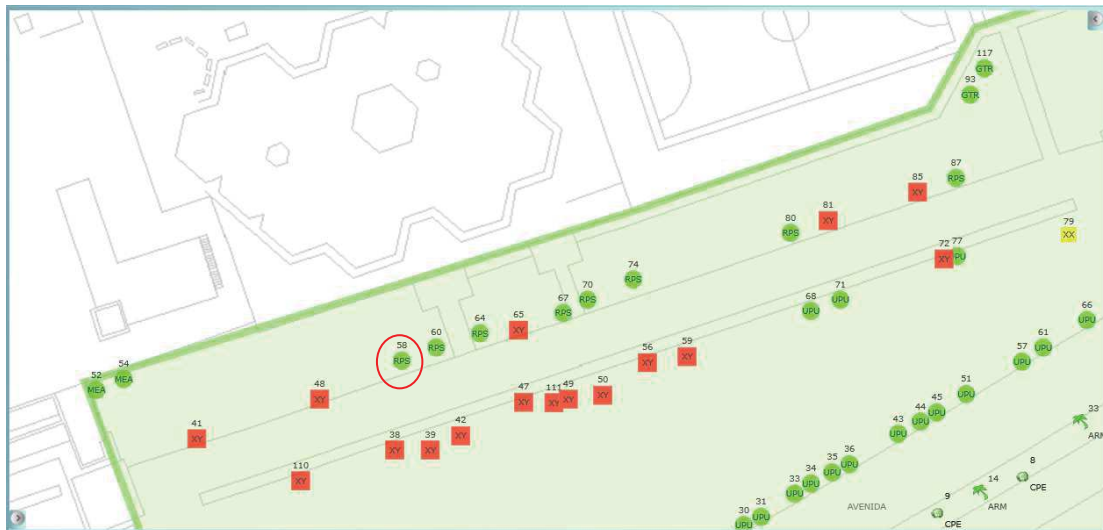 117
GTR
93
GTR
87
RPS
85
XY
81
XY
80
RPS
79
XX
72
XY
77
PU
74
RPS
70
RPS
67
RPS
71
UPU
68
UPU
66
UPU
65
XY
64
RPS
60
RPS
58
RPS
61
UPU
57
UPU
59
XY
56
XY
54
MEA
52
MEA
51
UPU
50
XY
49
XY
111
XY
47
XY
48
XY
45
UPU
44
UPU
43
UPU
33
ARM
42
XY
41
XY
39
XY
38
XY
36
UPU
35
UPU
34
UPU
33
UPU
110
XY
8
CPE
14
ARM
9
CPE
AVENIDA
31
UPU
30
UPU